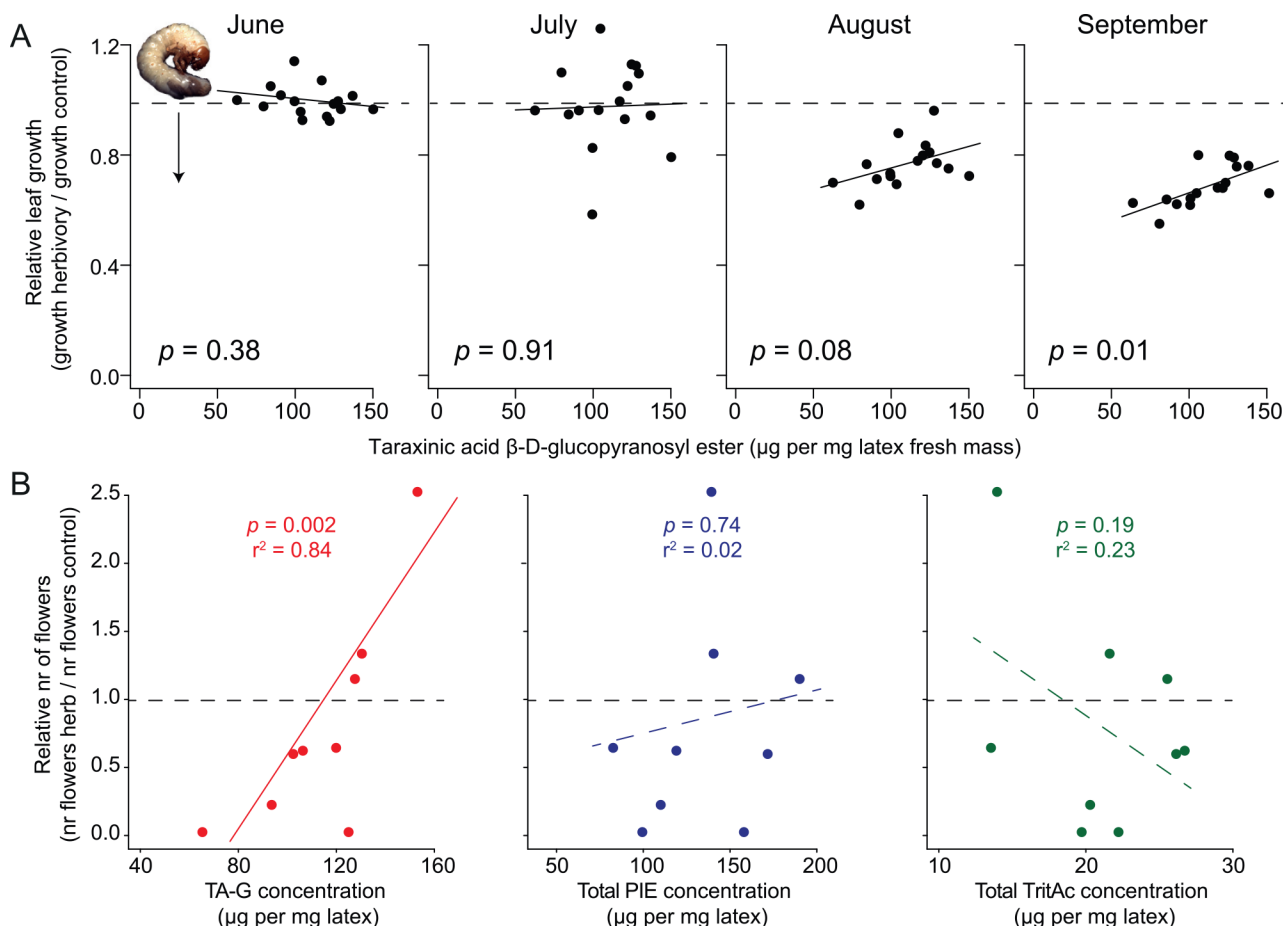 A
June
July
August
September
Relative leaf growth
(growth herbivory / growth control)
1.2
0.8
0.4
0.0
p = 0.38
p = 0.91
p = 0.08
p = 0.01
0 50 100 150
0 50 100 150
0 50 100 150
0 50 100 150
Taraxinic acid β-D-glucopyranosyl ester (µg per mg latex fresh mass)
B
Relative nr of flowers
(nr flowers herb / nr flowers control)
2.5
2.0
1.5
1.0
0.5
0.0
p = 0.002
r² = 0.84
p = 0.74
r² = 0.02
p = 0.19
r² = 0.23
40 80 120 160
50 100 150 200
10 20 30
TA-G concentration
(µg per mg latex)
Total PIE concentration
(µg per mg latex)
Total TritAc concentration
(µg per mg latex)